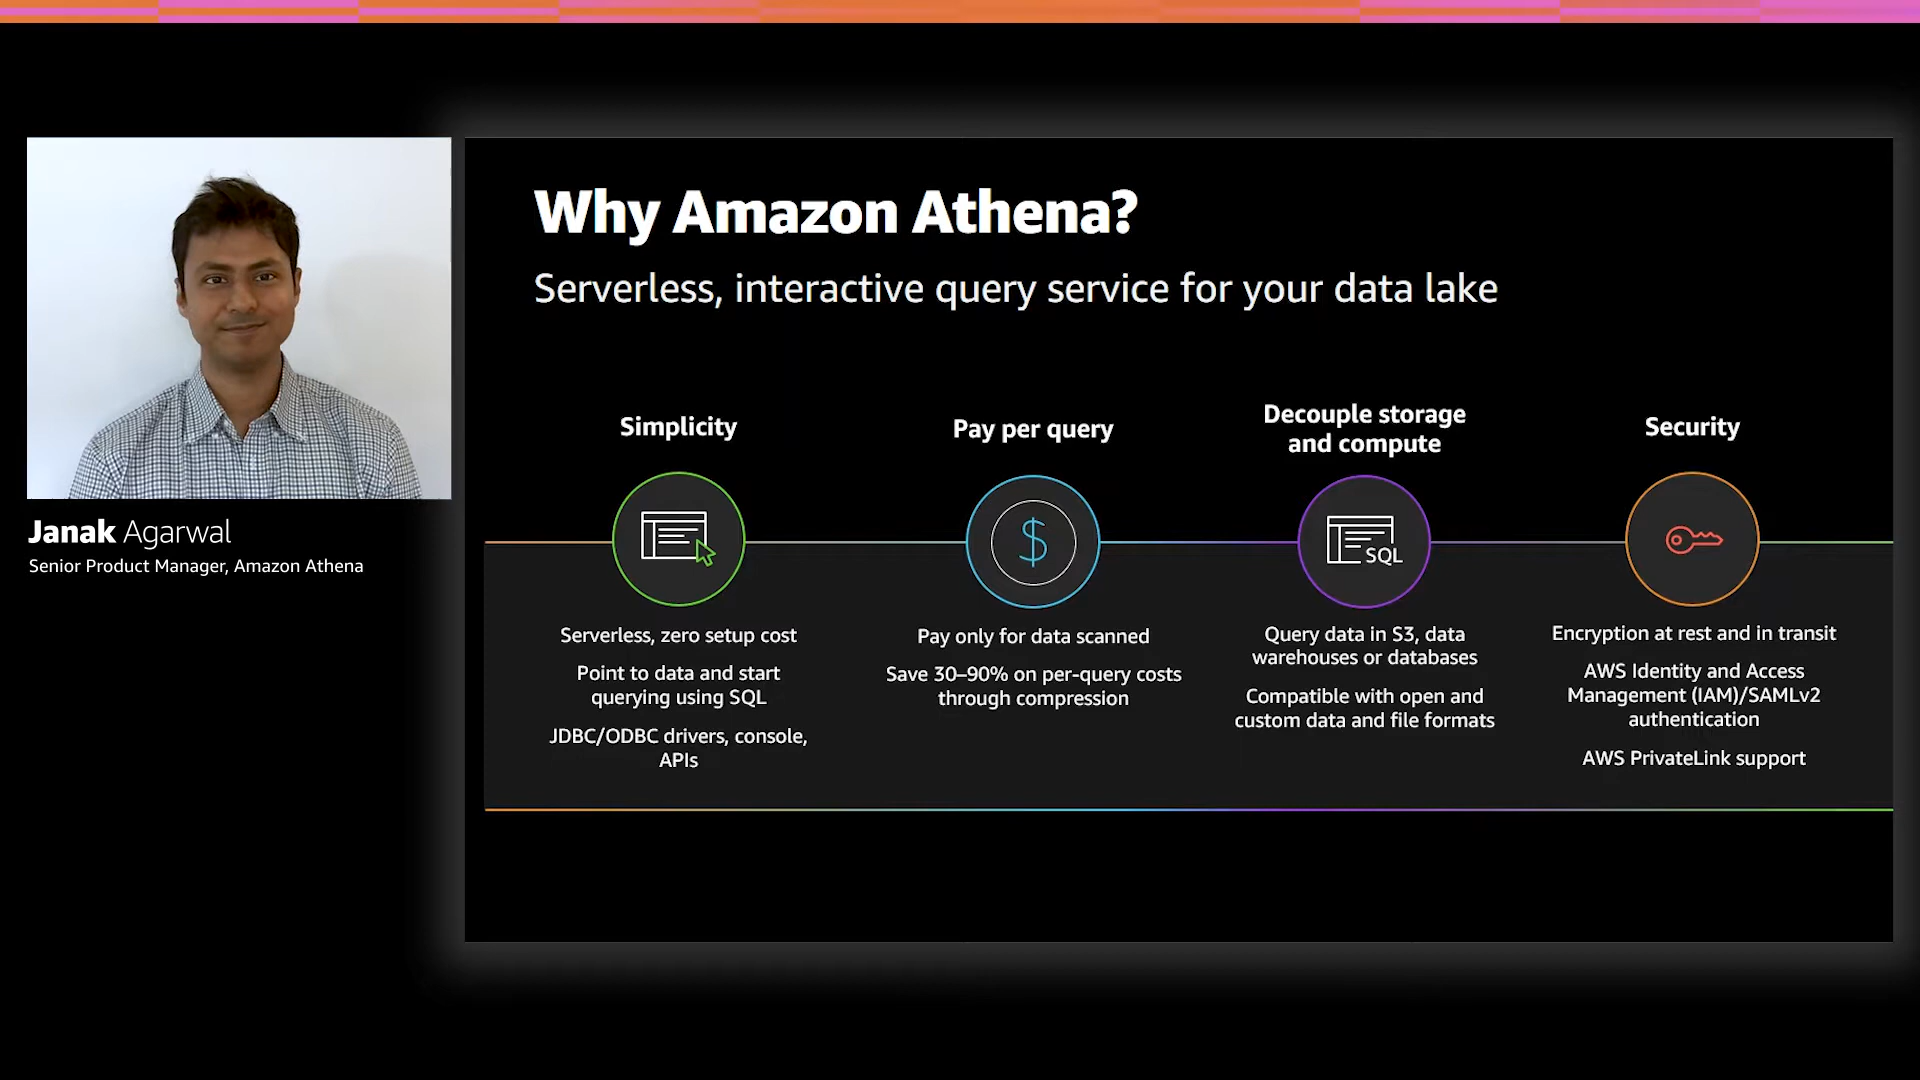 Why Amazon Athena?
Serverless, interactive query service for your data lake
Janak Agarwal
Senior Product Manager, Amazon Athena
Simplicity
Serverless, zero setup cost
Point to data and start
querying using SQL
JDBC/ODBC drivers, console,
APIs
Pay per query
$
Pay only for data scanned
Save 30–90% on per-query costs
through compression
Decouple storage
and compute
SQL
Query data in S3, data
warehouses or databases
Compatible with open and
custom data and file formats
Security
Encryption at rest and in transit
AWS Identity and Access
Management (IAM)/SAMLv2
authentication
AWS PrivateLink support